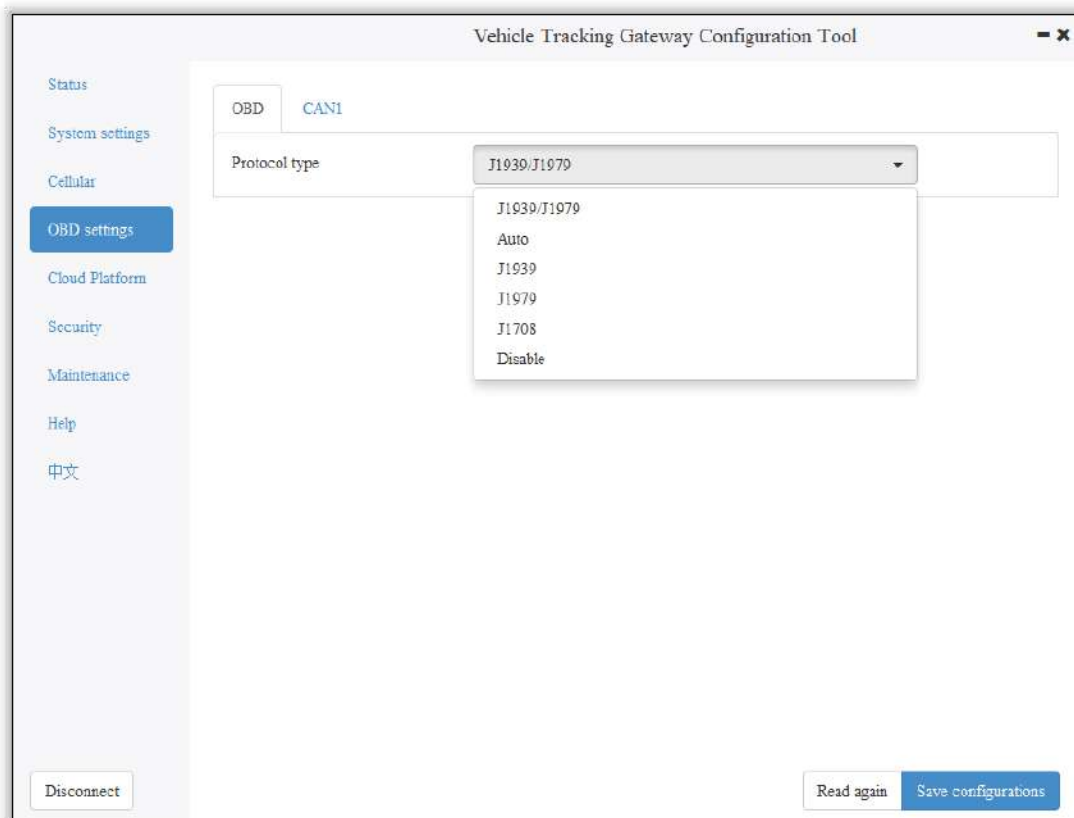 Vehicle Tracking Gateway Configuration Tool
Status
System settings
Cellular
OBD settings
Cloud Platform
Security
Maintenance
Help
中文
OBD CAN1
Protocol type J1939/J1979
J1939/J1979
Auto
J1939
J1979
J1708
Disable
Disconnect
Read again Save configurations